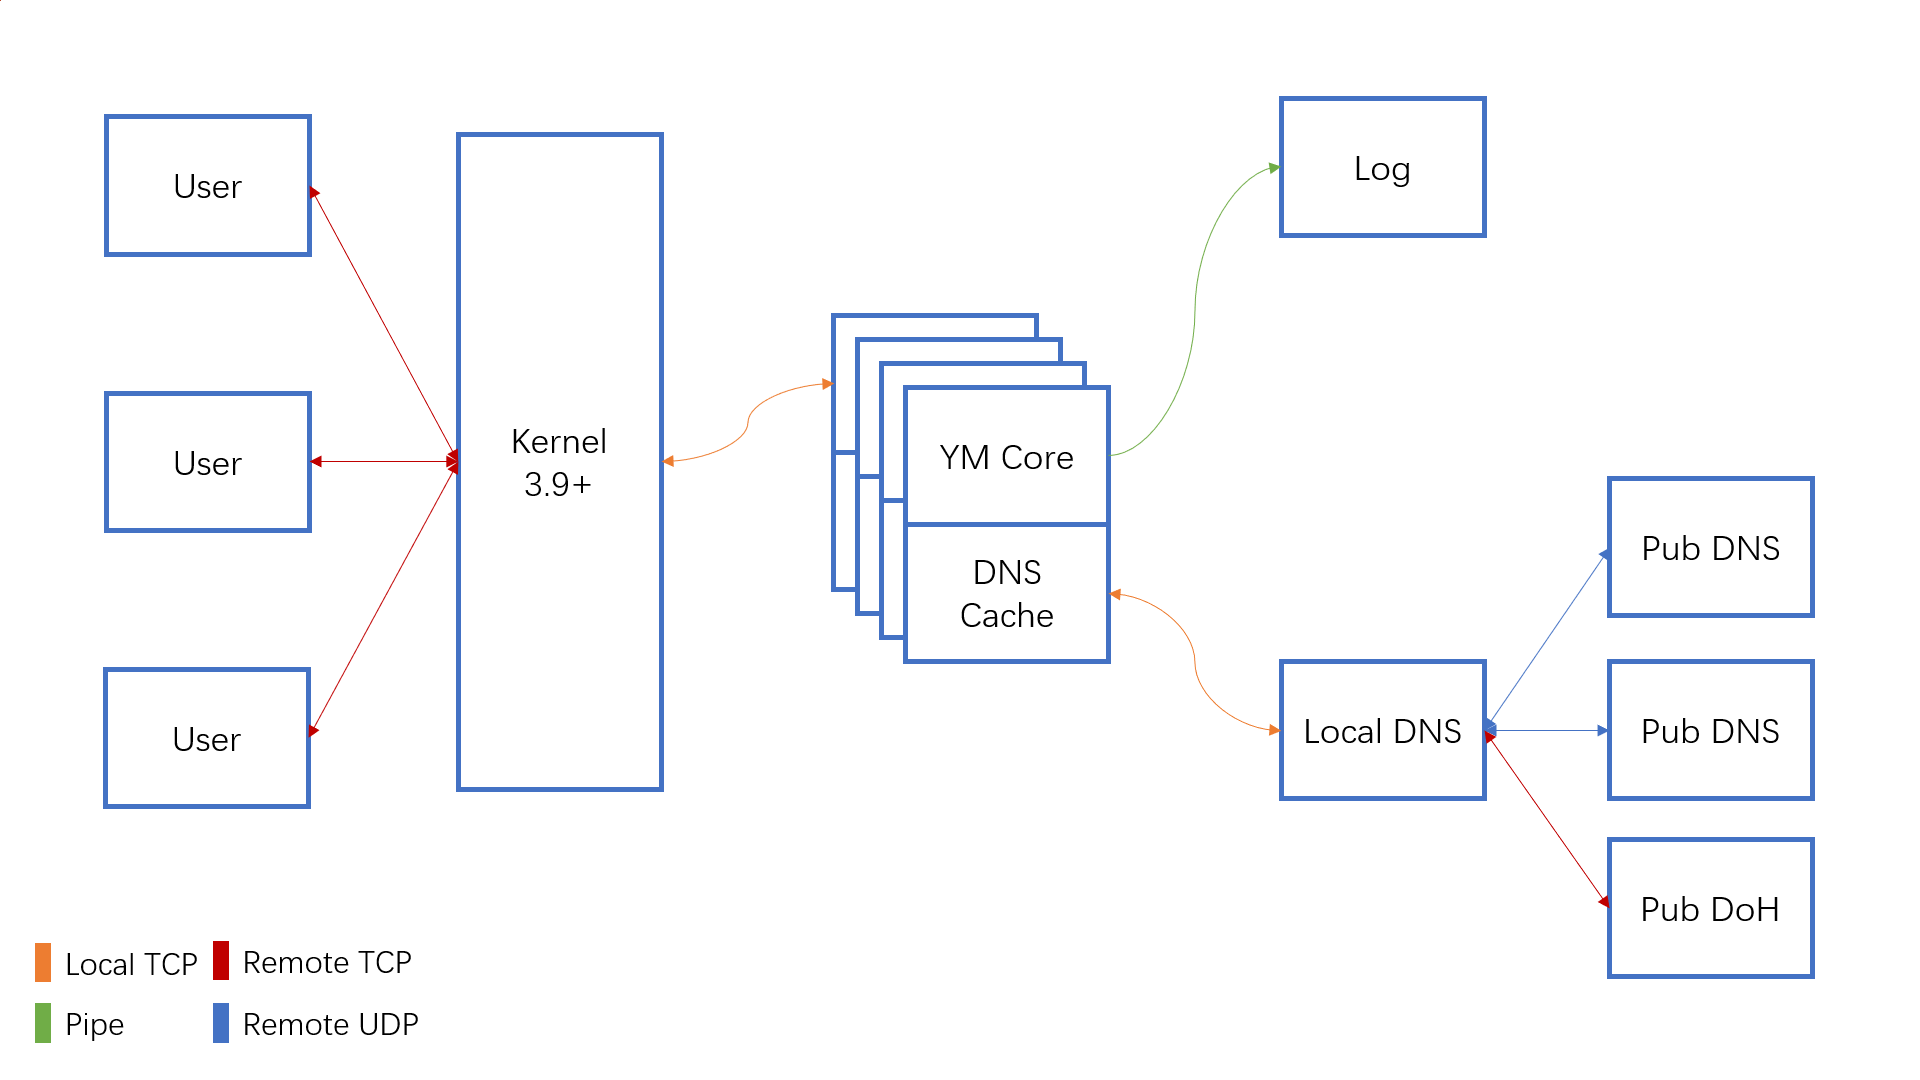 User
User
User
Kernel
3.9+
YM Core
DNS
Cache
Log
Local DNS
Pub DNS
Pub DNS
Pub DoH
Local TCP
Remote TCP
Pipe
Remote UDP